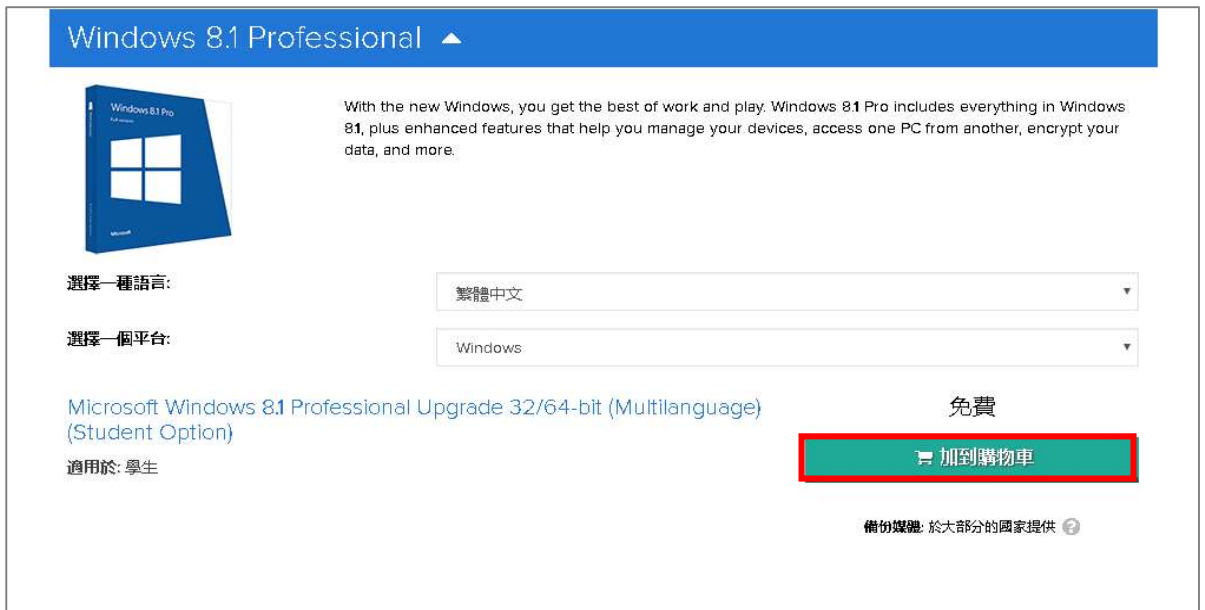 Windows 8.1 Professional
Windows 8.1 Pro
With the new Windows, you get the best of work and play. Windows 8.1 Pro includes everything in Windows
8.1, plus enhanced features that help you manage your devices, access one PC from another, encrypt your
data, and more.
Microsoft
選擇一種語言:
繁體中文
選擇一個平台:
Windows
Microsoft Windows 8.1 Professional Upgrade 32/64-bit (Multilanguage)
(Student Option)
免費
加到購物車
適用於: 學生
備份媒體: 於大部分的國家提供 ?